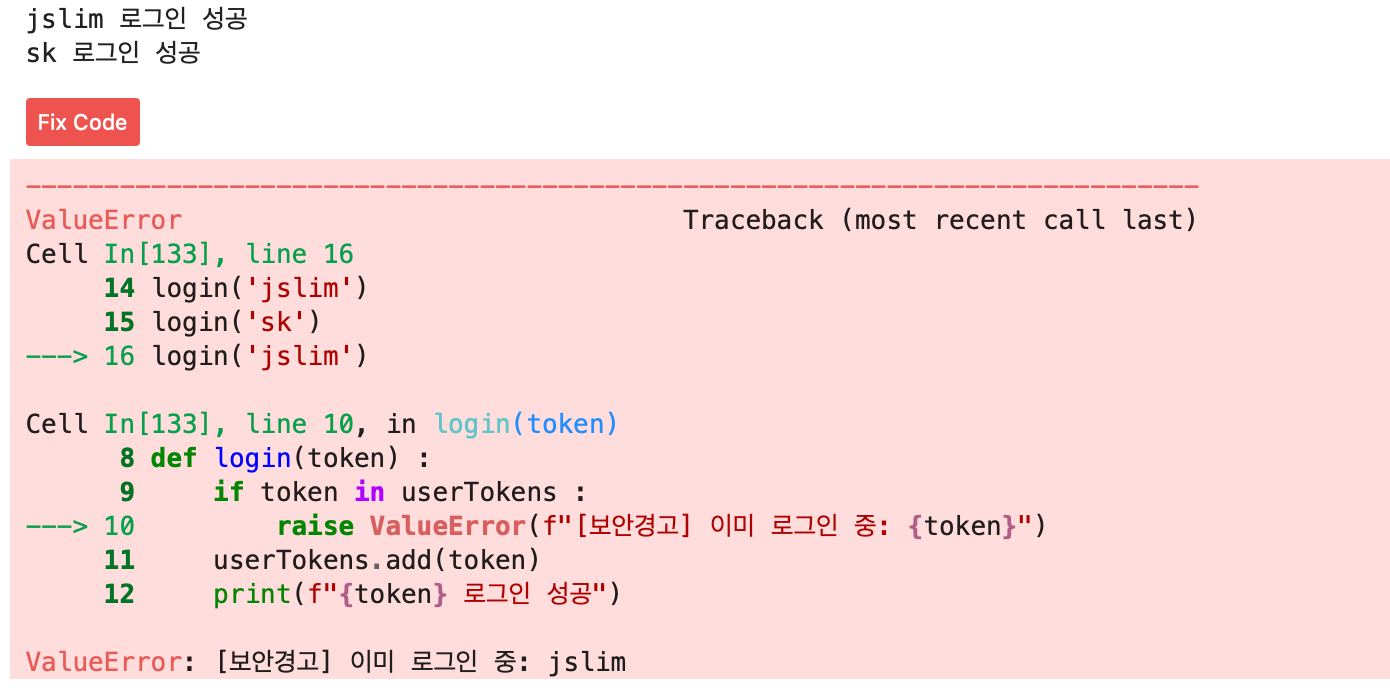 jslim 로그인 성공
sk 로그인 성공
Fix Code
---------------------------------------------------------------------------
ValueError                                Traceback (most recent call last)
Cell In[133], line 16
     14 login('jslim')
     15 login('sk')
---> 16 login('jslim')
Cell In[133], line 10, in login(token)
      8 def login(token) :
      9     if token in userTokens :
---> 10         raise ValueError(f"[보안경고] 이미 로그인 중: {token}")
     11     userTokens.add(token)
     12     print(f"{token} 로그인 성공")
ValueError: [보안경고] 이미 로그인 중: jslim